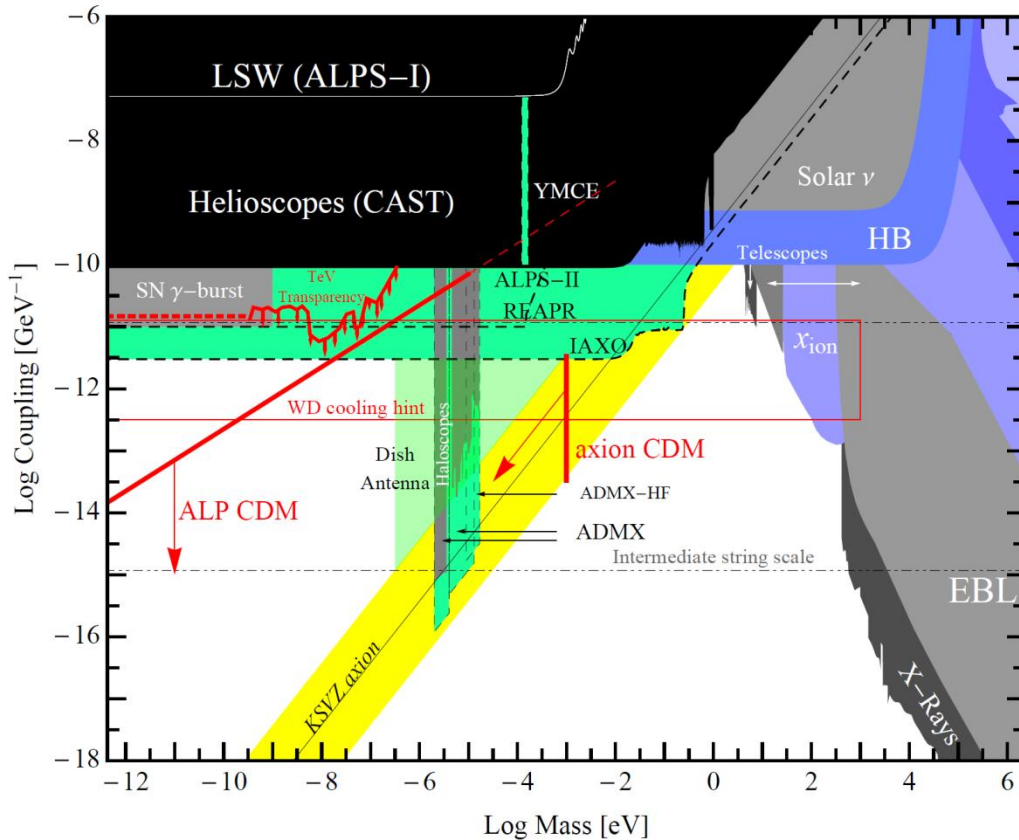 −6
−8
−10
−12
−14
−16
−18
Log Coupling [GeV⁻¹]
LSW (ALPS−I)
Helioscopes (CAST)
YMCE
Solar ν
HB
Telescopes
SN γ−burst
TeV
Transparency
ALPS−II
REAPR
IAXO
x_ion
WD cooling hint
Haloscopes
Dish
Antenna
axion CDM
ADMX−HF
ALP CDM
ADMX
Intermediate string scale
EBL
KSVZ axion
X−Rays
−12
−10
−8
−6
−4
−2
0
2
4
6
Log Mass [eV]